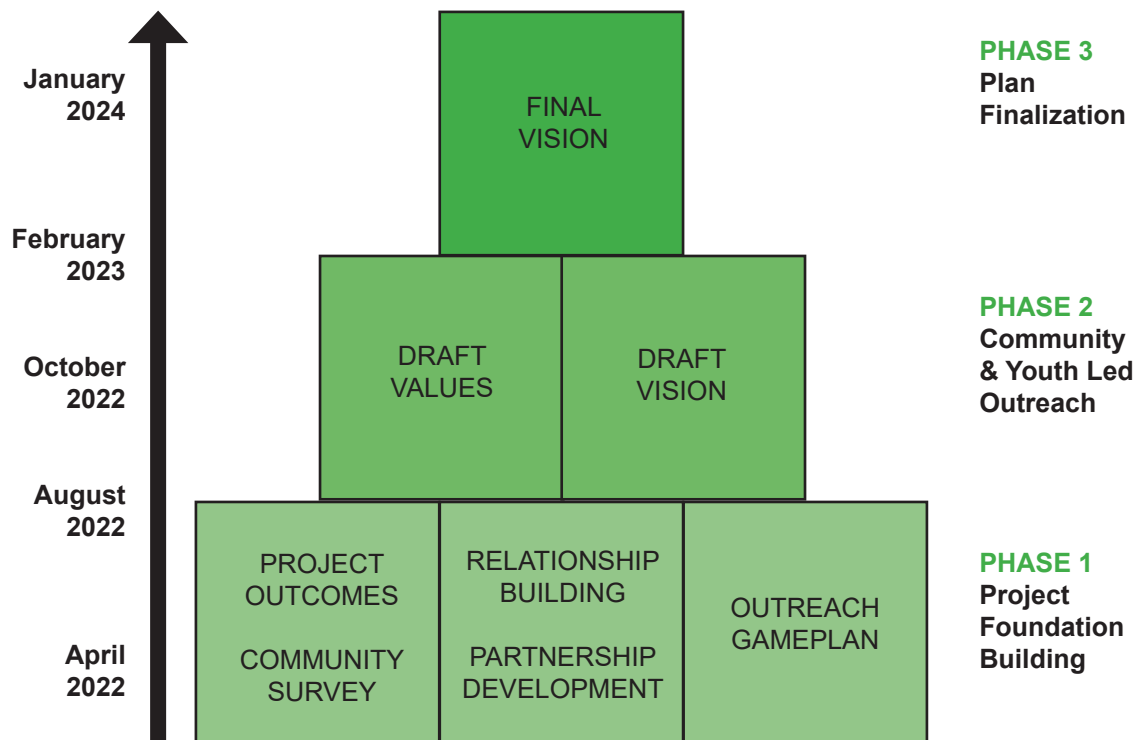 January
2024
FINAL
VISION
PHASE 3
Plan
Finalization
February
2023
October
2022
DRAFT
VALUES
DRAFT
VISION
PHASE 2
Community
& Youth Led
Outreach
August
2022
April
2022
PROJECT
OUTCOMES
COMMUNITY
SURVEY
RELATIONSHIP
BUILDING
PARTNERSHIP
DEVELOPMENT
OUTREACH
GAMEPLAN
PHASE 1
Project
Foundation
Building